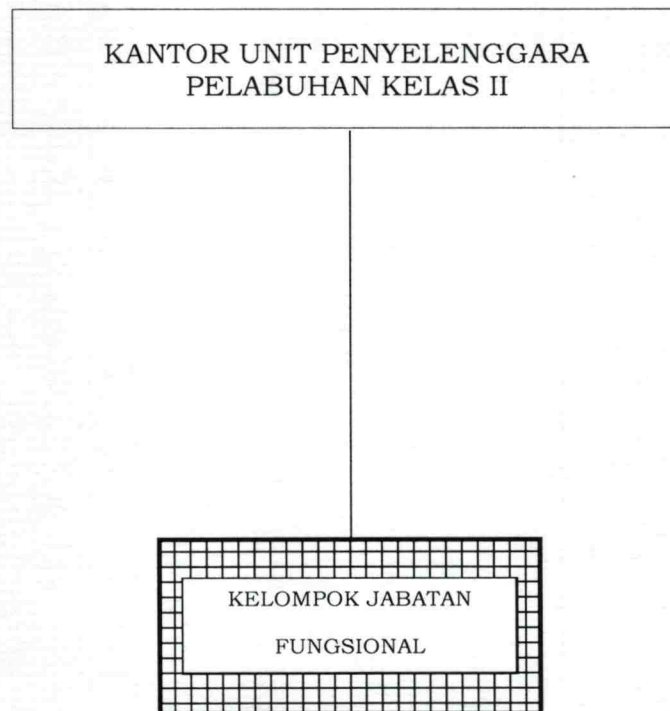 KANTOR UNIT PENYELENGGARA
PELABUHAN KELAS II
KELOMPOK JABATAN
FUNGSIONAL